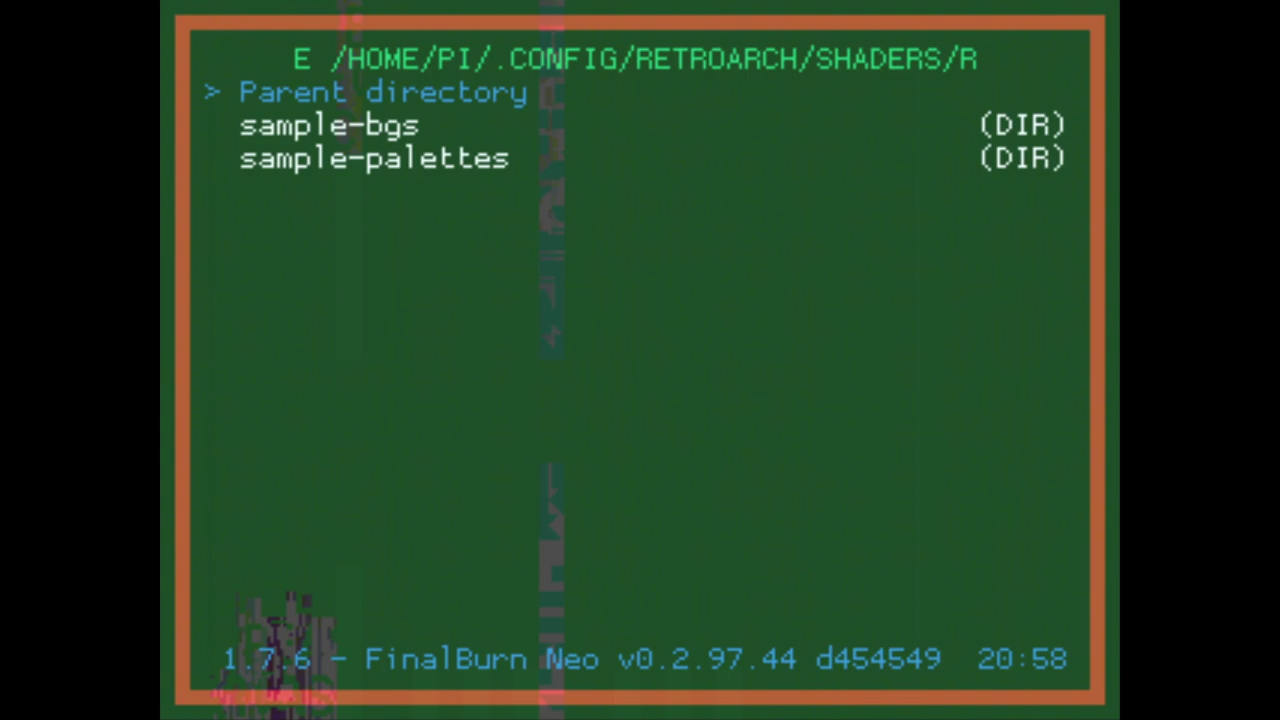 E /HOME/PI/.CONFIG/RETROARCH/SHADERS/R
> Parent directory
sample-bgs (DIR)
sample-palettes (DIR)
1.7.6 - FinalBurn Neo v0.2.97.44 d454549 20:58